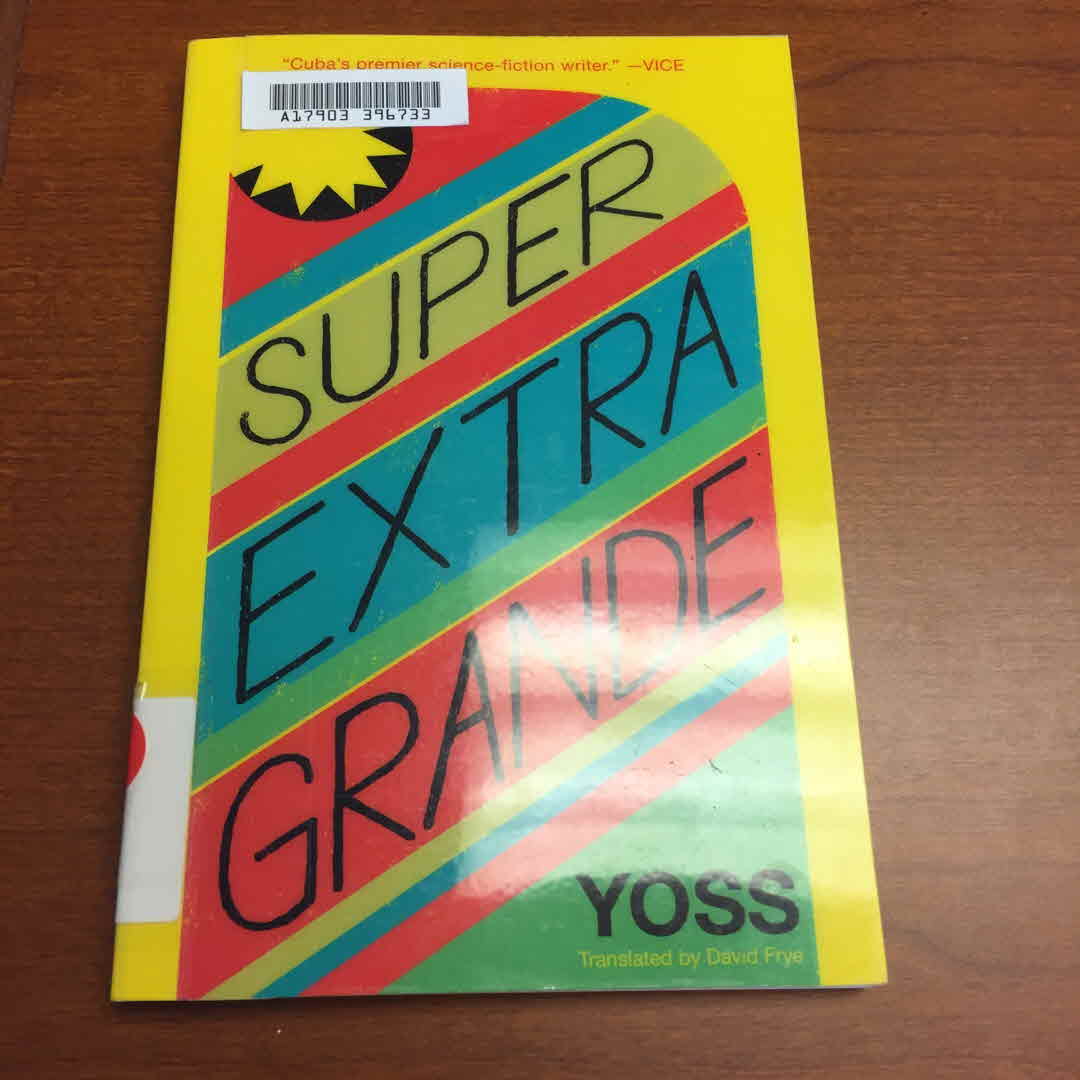 “Cuba's premier science-fiction writer.” —VICE
A17903 396733
SUPER
EXTRA
GRANDE
YOSS
Translated by David Frye